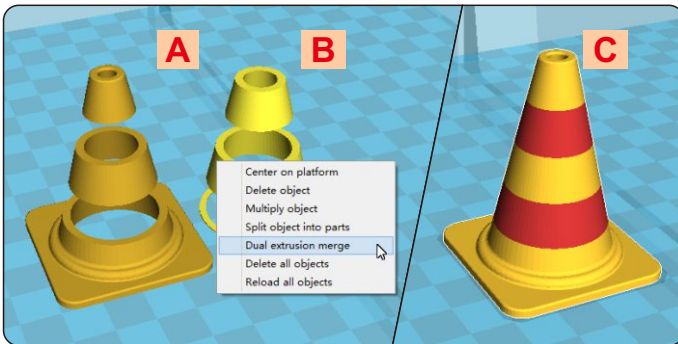 A
B
C
Center on platform
Delete object
Multiply object
Split object into parts
Dual extrusion merge
Delete all objects
Reload all objects